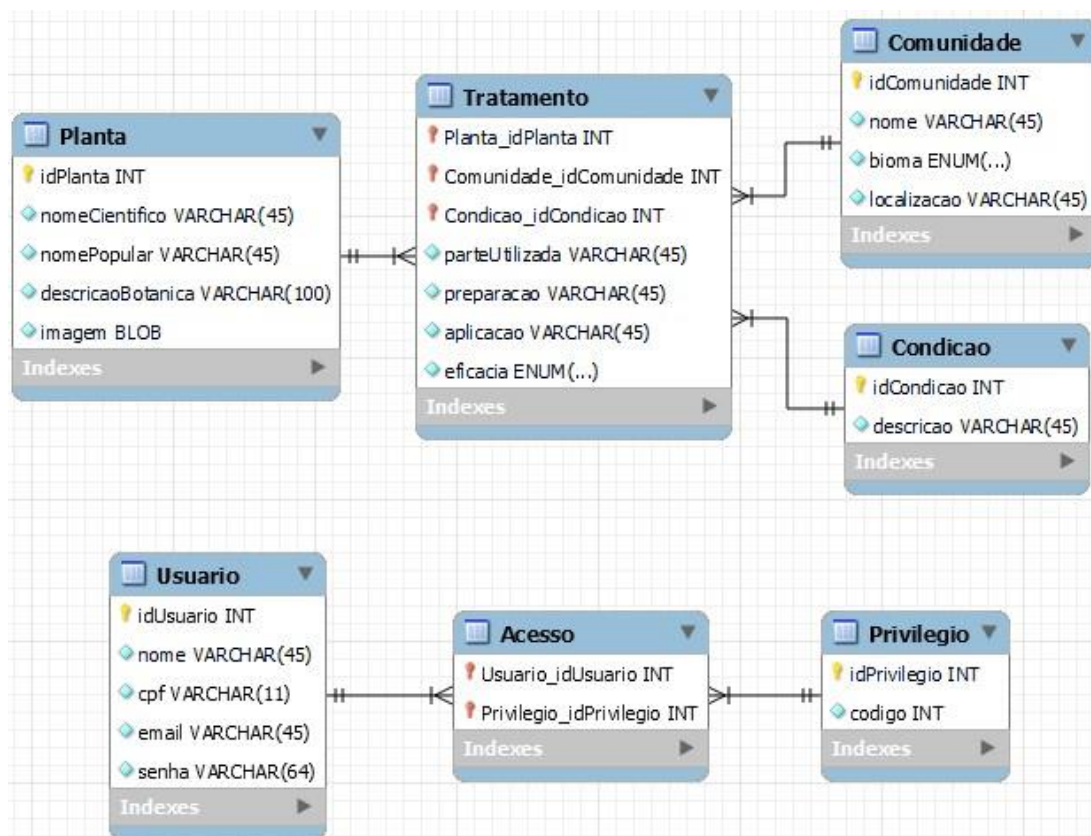 Planta
idPlanta INT
nomeCientifico VARCHAR(45)
nomePopular VARCHAR(45)
descricaoBotanica VARCHAR(100)
imagem BLOB
Indexes
Tratamento
Planta_idPlanta INT
Comunidade_idComunidade INT
Condicao_idCondicao INT
parteUtilizada VARCHAR(45)
preparacao VARCHAR(45)
aplicacao VARCHAR(45)
eficacia ENUM(...)
Indexes
Comunidade
idComunidade INT
nome VARCHAR(45)
bioma ENUM(...)
localizacao VARCHAR(45)
Indexes
Condicao
idCondicao INT
descricao VARCHAR(45)
Indexes
Usuario
idUsuario INT
nome VARCHAR(45)
cpf VARCHAR(11)
email VARCHAR(45)
senha VARCHAR(64)
Indexes
Acesso
Usuario_idUsuario INT
Privilegio_idPrivilegio INT
Indexes
Privilegio
idPrivilegio INT
codigo INT
Indexes